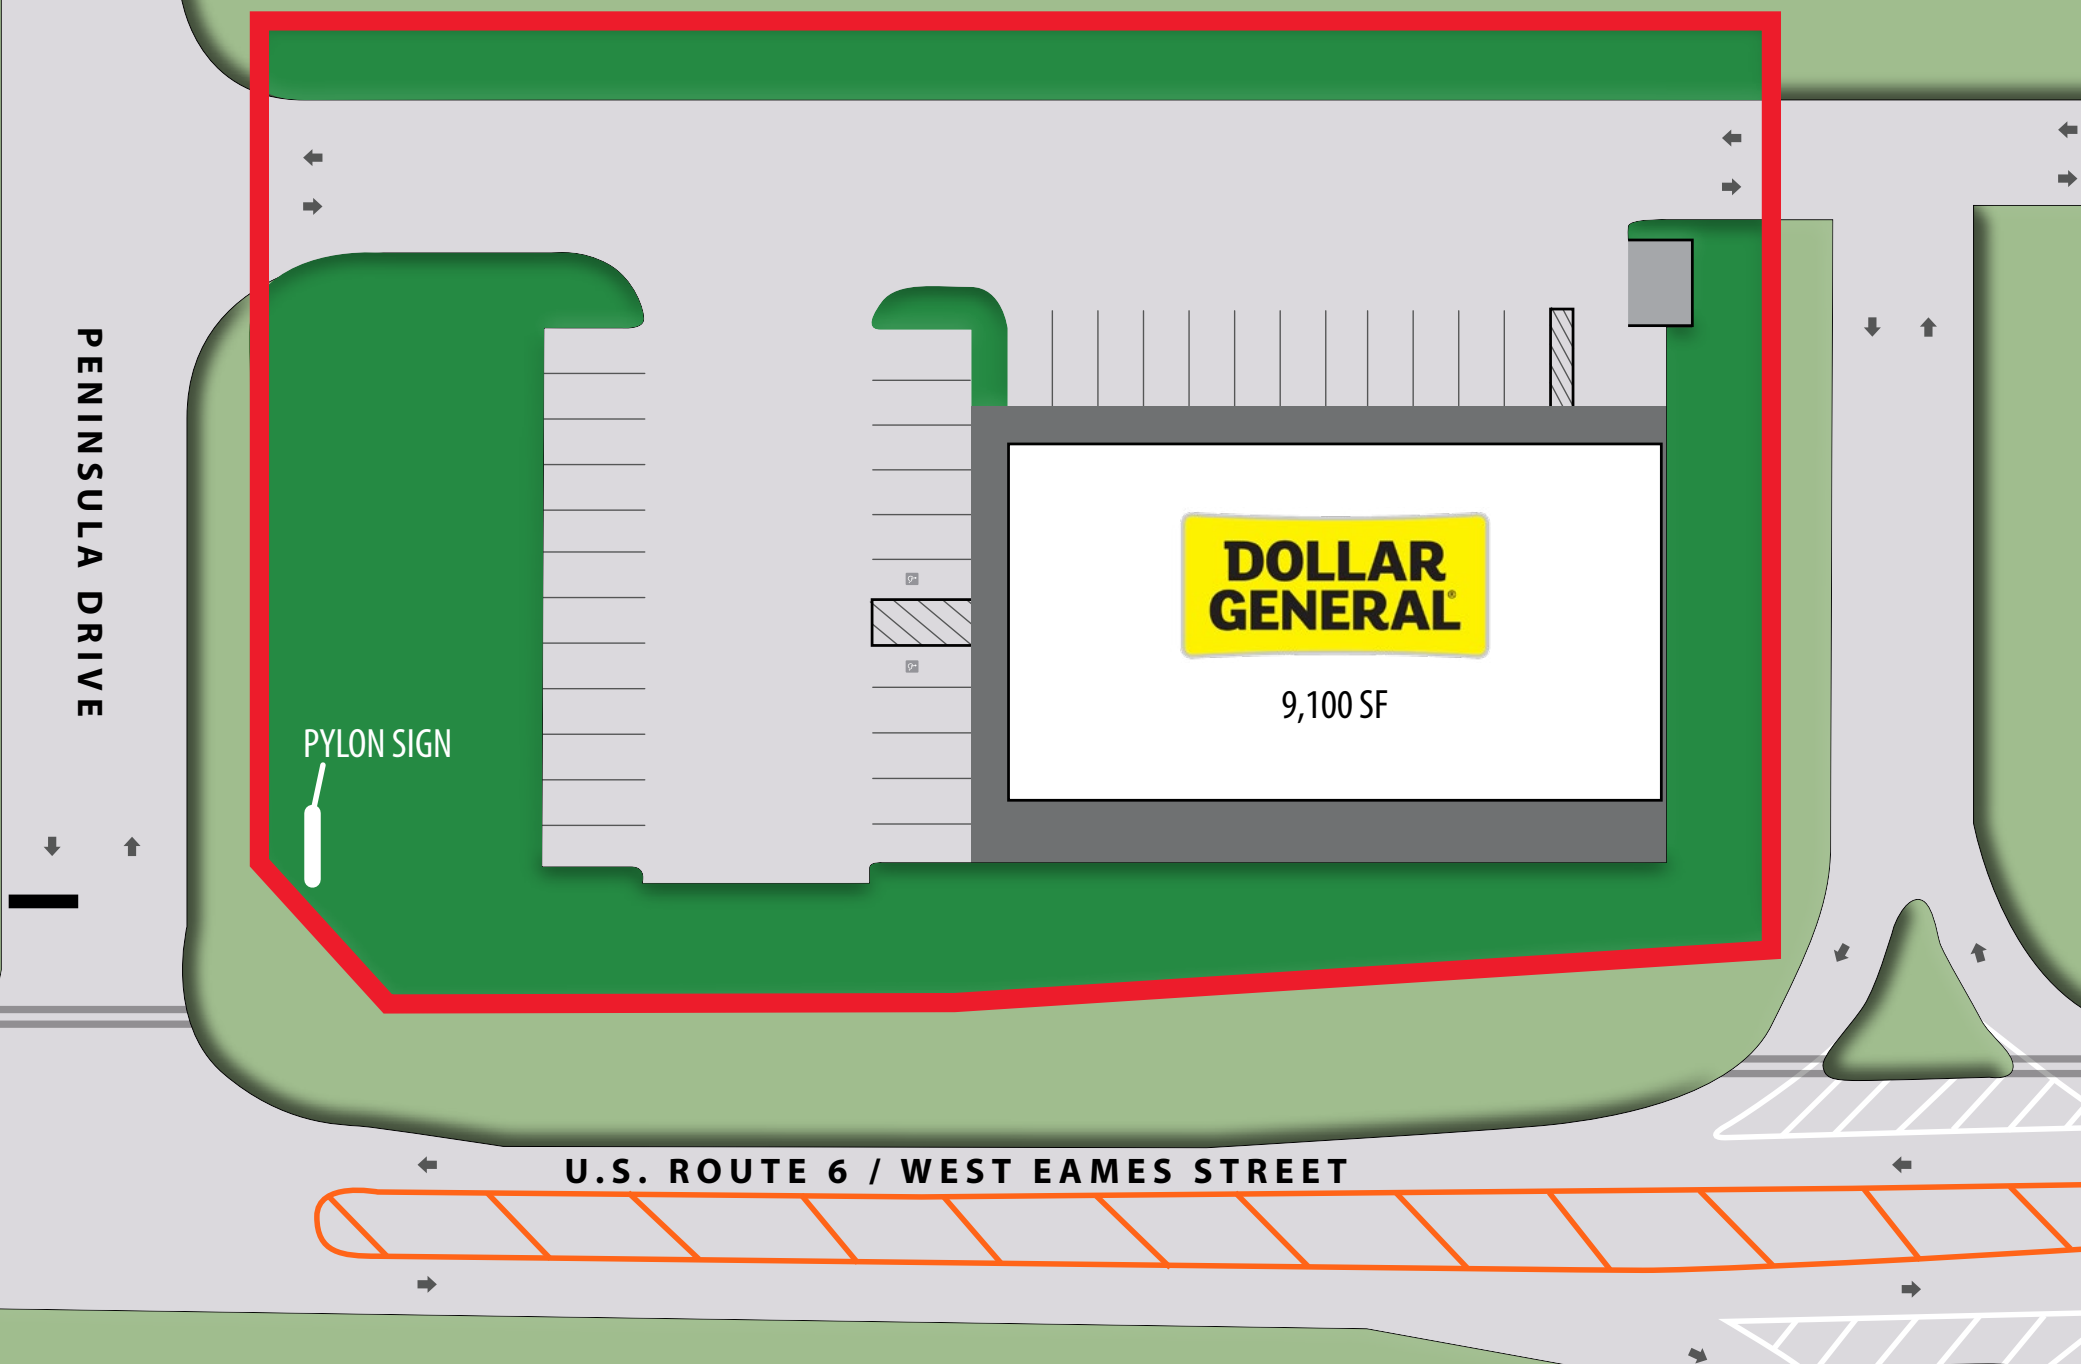 PENINSULA DRIVE
DOLLAR
GENERAL®
9,100 SF
PYLON SIGN
U.S. ROUTE 6 / WEST EAMES STREET